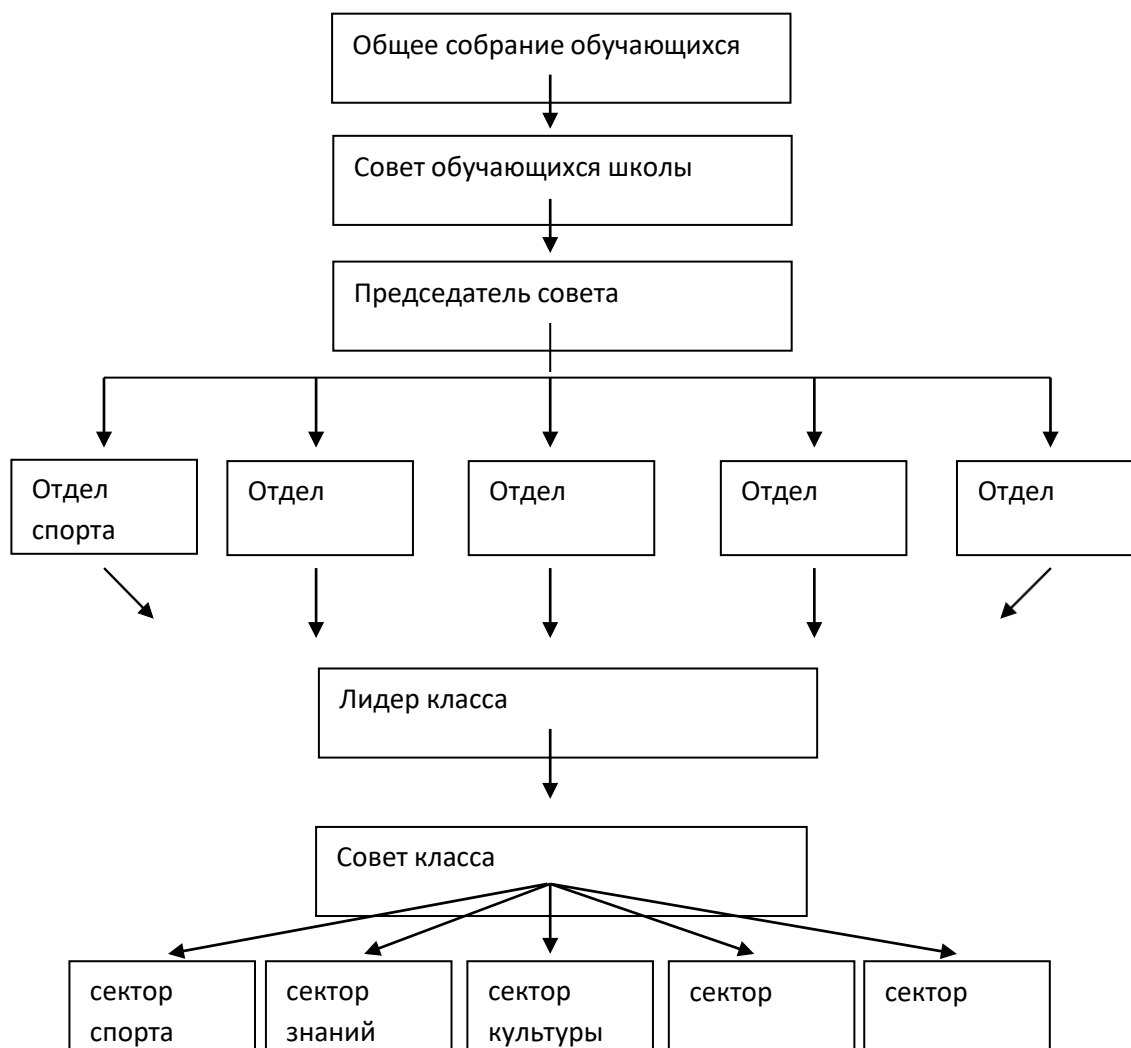 Общее собрание обучающихся
Совет обучающихся школы
Председатель совета
Отдел
спорта
Отдел
Отдел
Отдел
Отдел
Лидер класса
Совет класса
сектор
спорта
сектор
знаний
сектор
культуры
сектор
сектор